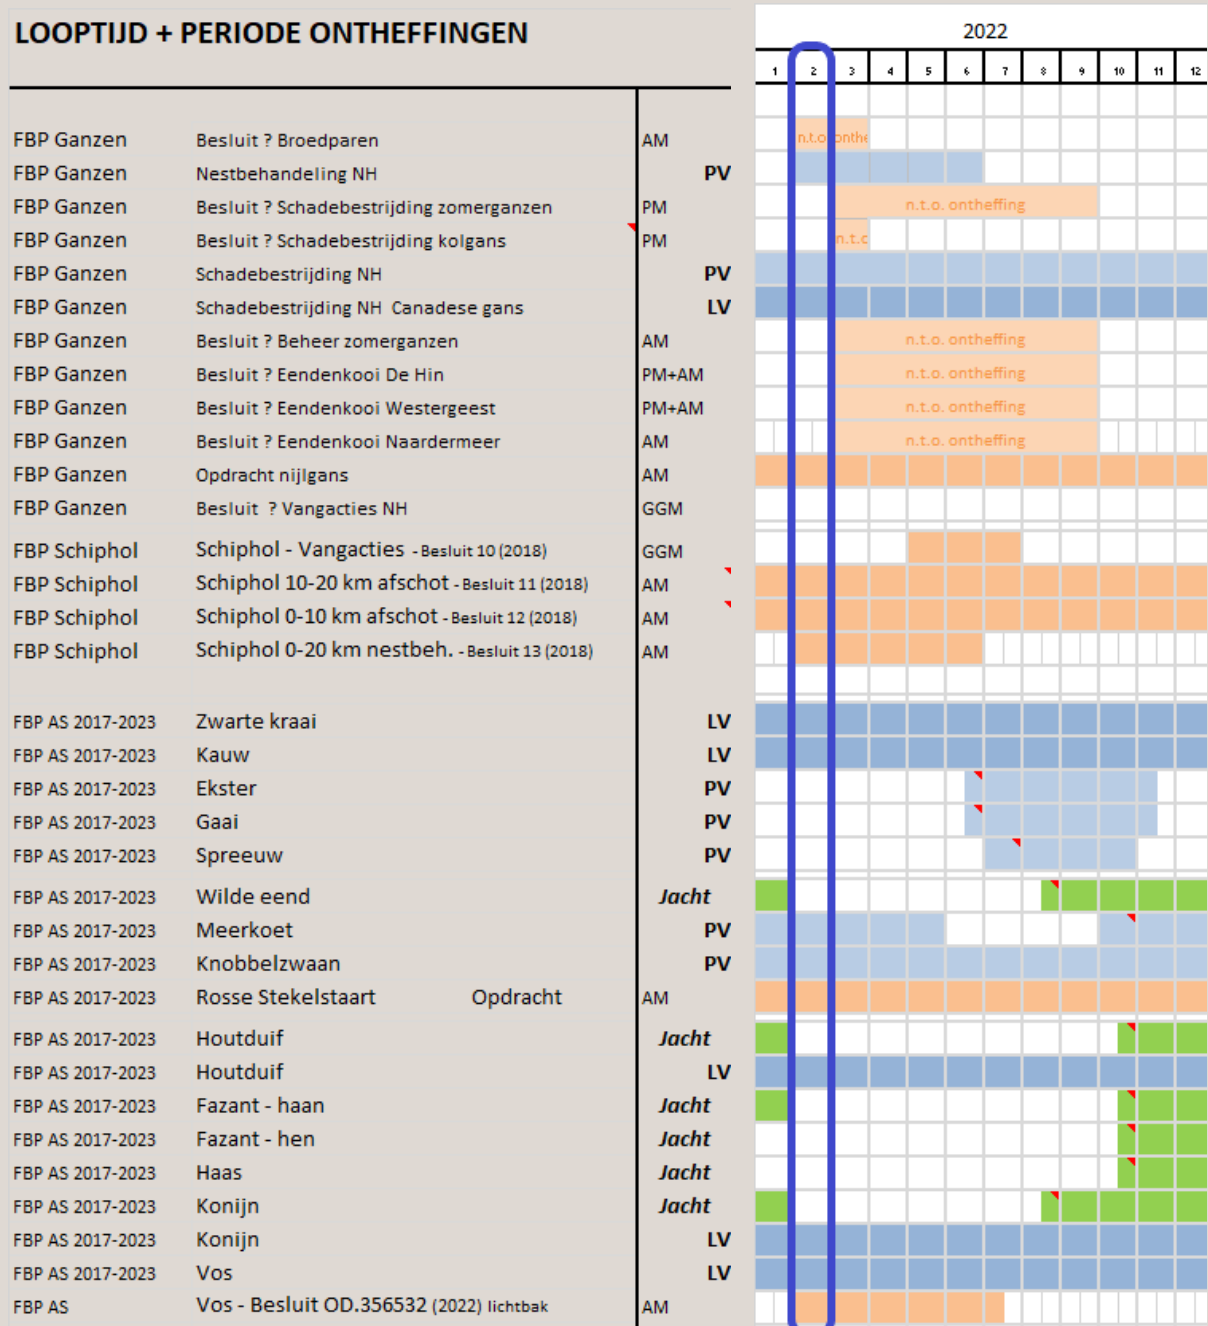 LOOPTIJD + PERIODE ONTHEFFINGEN
2022
1 2 3 4 5 6 7 8 9 10 11 12
FBP Ganzen Besluit ? Broedparen AM n.t.o. onthe
FBP Ganzen Nestbehandeling NH PV
FBP Ganzen Besluit ? Schadebestrijding zomerganzen PM n.t.o. ontheffing
FBP Ganzen Besluit ? Schadebestrijding kolgans PM n.t.c
FBP Ganzen Schadebestrijding NH PV
FBP Ganzen Schadebestrijding NH Canadese gans LV
FBP Ganzen Besluit ? Beheer zomerganzen AM n.t.o. ontheffing
FBP Ganzen Besluit ? Eendenkooi De Hin PM+AM n.t.o. ontheffing
FBP Ganzen Besluit ? Eendenkooi Westergeest PM+AM n.t.o. ontheffing
FBP Ganzen Besluit ? Eendenkooi Naardermeer AM n.t.o. ontheffing
FBP Ganzen Opdracht nijlgans AM
FBP Ganzen Besluit ? Vangacties NH GGM
FBP Schiphol Schiphol - Vangacties - Besluit 10 (2018) GGM
FBP Schiphol Schiphol 10-20 km afschot - Besluit 11 (2018) AM
FBP Schiphol Schiphol 0-10 km afschot - Besluit 12 (2018) AM
FBP Schiphol Schiphol 0-20 km nestbeh. - Besluit 13 (2018) AM
FBP AS 2017-2023 Zwarte kraai LV
FBP AS 2017-2023 Kauw LV
FBP AS 2017-2023 Ekster PV
FBP AS 2017-2023 Gaai PV
FBP AS 2017-2023 Spreeuw PV
FBP AS 2017-2023 Wilde eend Jacht
FBP AS 2017-2023 Meerkoet PV
FBP AS 2017-2023 Knobbelzwaan PV
FBP AS 2017-2023 Rosse Stekelstaart Opdracht AM
FBP AS 2017-2023 Houtduif Jacht
FBP AS 2017-2023 Houtduif LV
FBP AS 2017-2023 Fazant - haan Jacht
FBP AS 2017-2023 Fazant - hen Jacht
FBP AS 2017-2023 Haas Jacht
FBP AS 2017-2023 Konijn Jacht
FBP AS 2017-2023 Konijn LV
FBP AS 2017-2023 Vos LV
FBP AS Vos - Besluit OD.356532 (2022) lichtbak AM